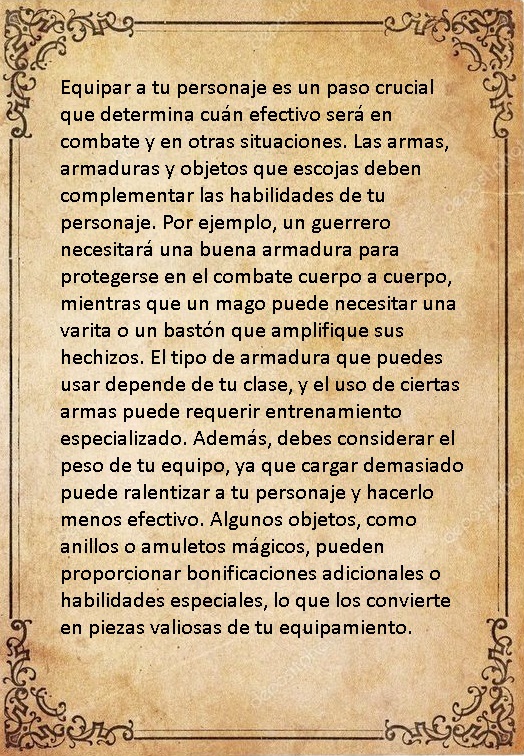 Equipar a tu personaje es un paso crucial
que determina cuán efectivo será en
combate y en otras situaciones. Las armas,
armaduras y objetos que escojas deben
complementar las habilidades de tu
personaje. Por ejemplo, un guerrero
necesitará una buena armadura para
protegerse en el combate cuerpo a cuerpo,
mientras que un mago puede necesitar una
varita o un bastón que amplifique sus
hechizos. El tipo de armadura que puedes
usar depende de tu clase, y el uso de ciertas
armas puede requerir entrenamiento
especializado. Además, debes considerar el
peso de tu equipo, ya que cargar demasiado
puede ralentizar a tu personaje y hacerlo
menos efectivo. Algunos objetos, como
anillos o amuletos mágicos, pueden
proporcionar bonificaciones adicionales o
habilidades especiales, lo que los convierte
en piezas valiosas de tu equipamiento.